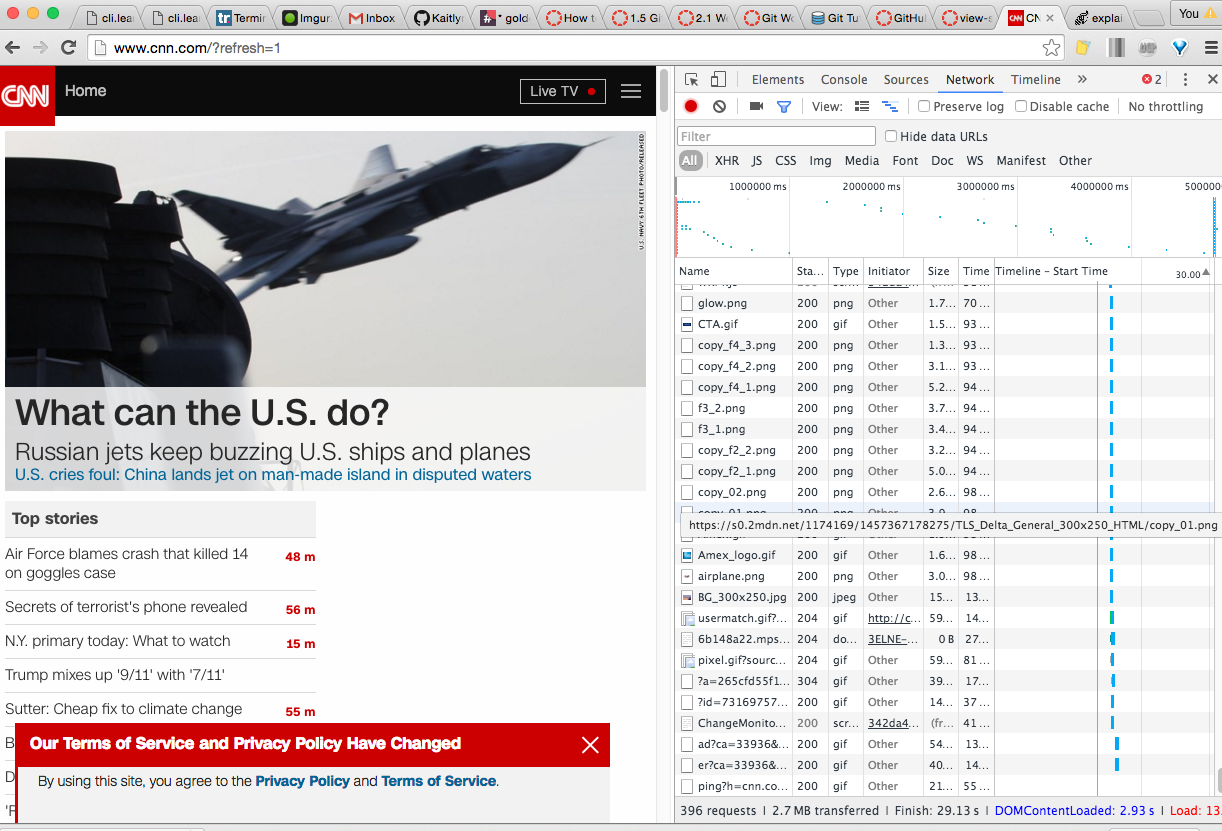 cli.lea
cli.lea
tr Termir
Imgur
Inbox
Kaitly
# * gold
How t
1.5 Gi
2.1 W
Git Wo
Git Tu
GitHu
view-s
CNN CN
explai
You
www.cnn.com/?refresh=1
CNN
Home
Live TV
U.S. NAVY 6TH FLEET PHOTO/RELEASED
What can the U.S. do?
Russian jets keep buzzing U.S. ships and planes
U.S. cries foul: China lands jet on man-made island in disputed waters
Top stories
Air Force blames crash that killed 14 on goggles case
48 m
Secrets of terrorist's phone revealed
56 m
N.Y. primary today: What to watch
15 m
Trump mixes up '9/11' with '7/11'
Sutter: Cheap fix to climate change
55 m
B
D
'F
Our Terms of Service and Privacy Policy Have Changed
By using this site, you agree to the Privacy Policy and Terms of Service.
Elements Console Sources Network Timeline » 2
View: Preserve log Disable cache No throttling
Filter Hide data URLs
All XHR JS CSS Img Media Font Doc WS Manifest Other
1000000 ms 2000000 ms 3000000 ms 4000000 ms 500000
Name Sta... Type Initiator Size Time Timeline – Start Time 30.00
glow.png 200 png Other 1.7... 70 ...
CTA.gif 200 gif Other 1.5... 93 ...
copy_f4_3.png 200 png Other 1.3... 93 ...
copy_f4_2.png 200 png Other 3.1... 93 ...
copy_f4_1.png 200 png Other 5.2... 94 ...
f3_2.png 200 png Other 3.7... 94 ...
f3_1.png 200 png Other 3.4... 94 ...
copy_f2_2.png 200 png Other 3.2... 94 ...
copy_f2_1.png 200 png Other 5.0... 94 ...
copy_02.png 200 png Other 2.6... 98 ...
copy_01.png 200 png Other 3.9... 98 ...
https://s0.2mdn.net/1174169/1457367178275/TLS_Delta_General_300x250_HTML/copy_01.png
Amex_logo.gif 200 gif Other 1.6... 98 ...
airplane.png 200 png Other 3.0... 98 ...
BG_300x250.jpg 200 jpeg Other 15... 13...
usermatch.gif?... 204 gif http://c... 59... 14...
6b148a22.mps... 204 do... 3ELNE-... 0 B 27...
pixel.gif?sourc... 204 gif Other 59... 81...
?a=265cfd55f1... 304 gif Other 39... 17...
?id=73169757... 200 gif Other 14... 37...
ChangeMonito... 200 scr... 342da4... (fr... 41...
ad?ca=33936&... 200 gif Other 54... 13...
er?ca=33936&... 200 gif Other 40... 14...
ping?h=cnn.co... 200 gif Other 21... 55...
396 requests | 2.7 MB transferred | Finish: 29.13 s | DOMContentLoaded: 2.93 s | Load: 13.